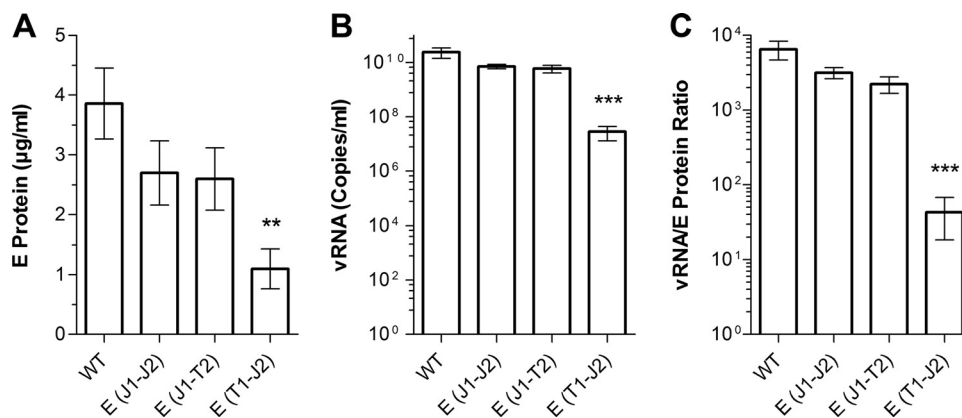 A
B
C
E Protein (µg/ml)
5
4
3
2
1
0
**
WT
E (J1-J2)
E (J1-T2)
E (T1-J2)
vRNA (Copies/ml)
10^10
10^8
10^6
10^4
10^2
10^0
***
WT
E (J1-J2)
E (J1-T2)
E (T1-J2)
vRNA/E Protein Ratio
10^4
10^3
10^2
10^1
10^0
***
WT
E (J1-J2)
E (J1-T2)
E (T1-J2)